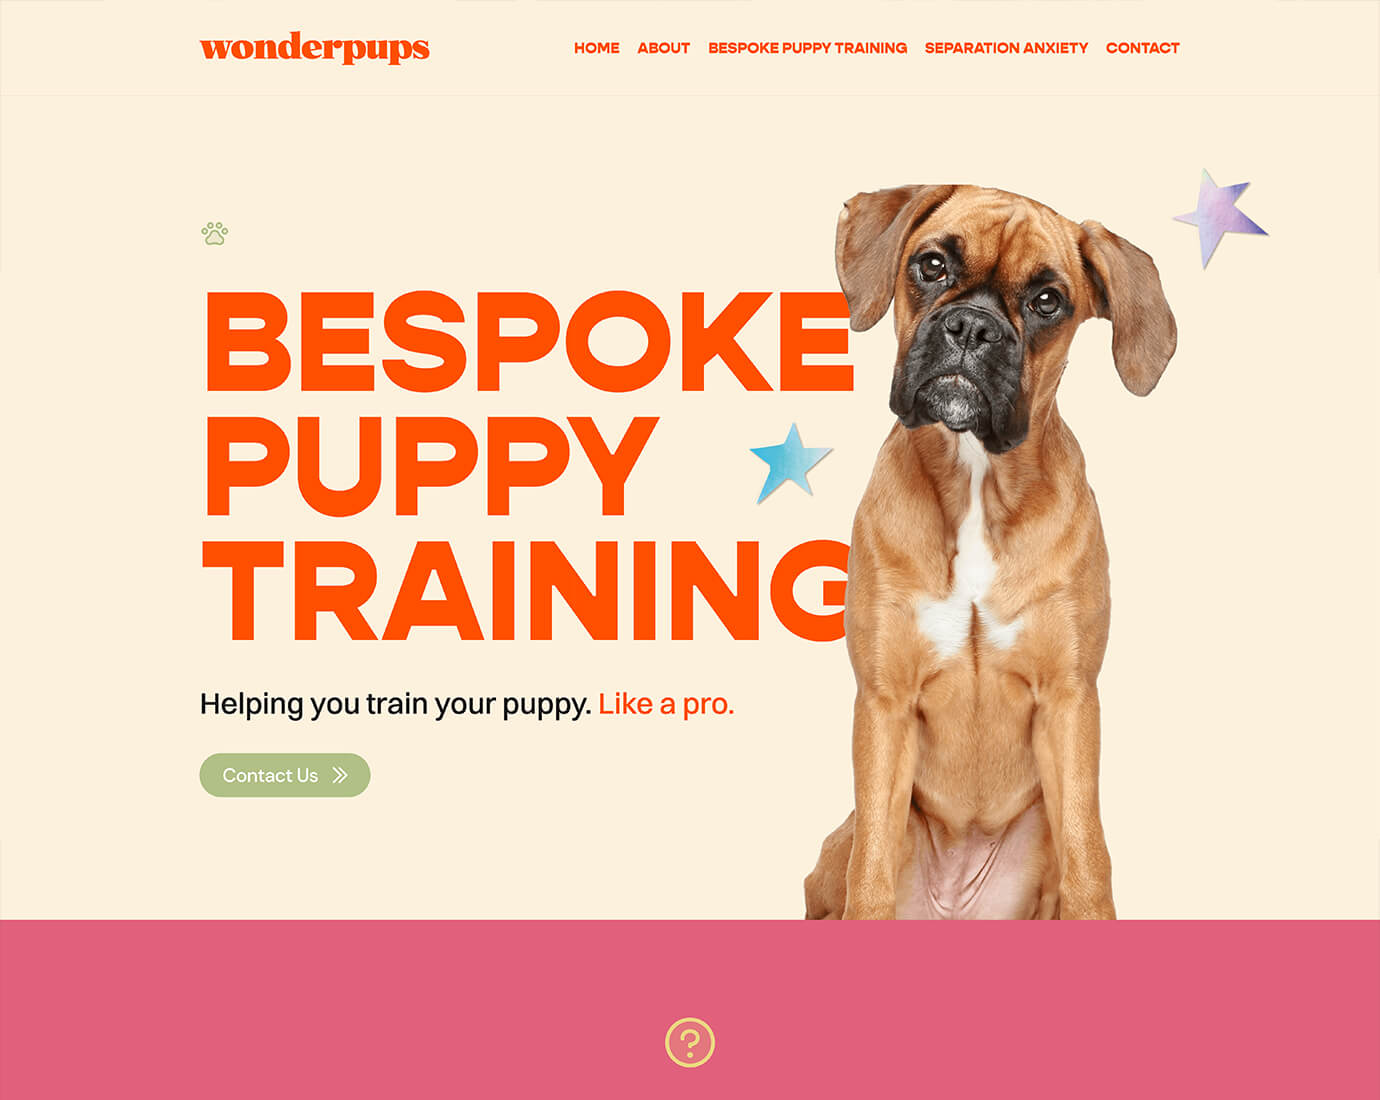 wonderpups
HOME ABOUT BESPOKE PUPPY TRAINING SEPARATION ANXIETY CONTACT
BESPOKE
PUPPY
TRAINING
Helping you train your puppy. Like a pro.
Contact Us
?